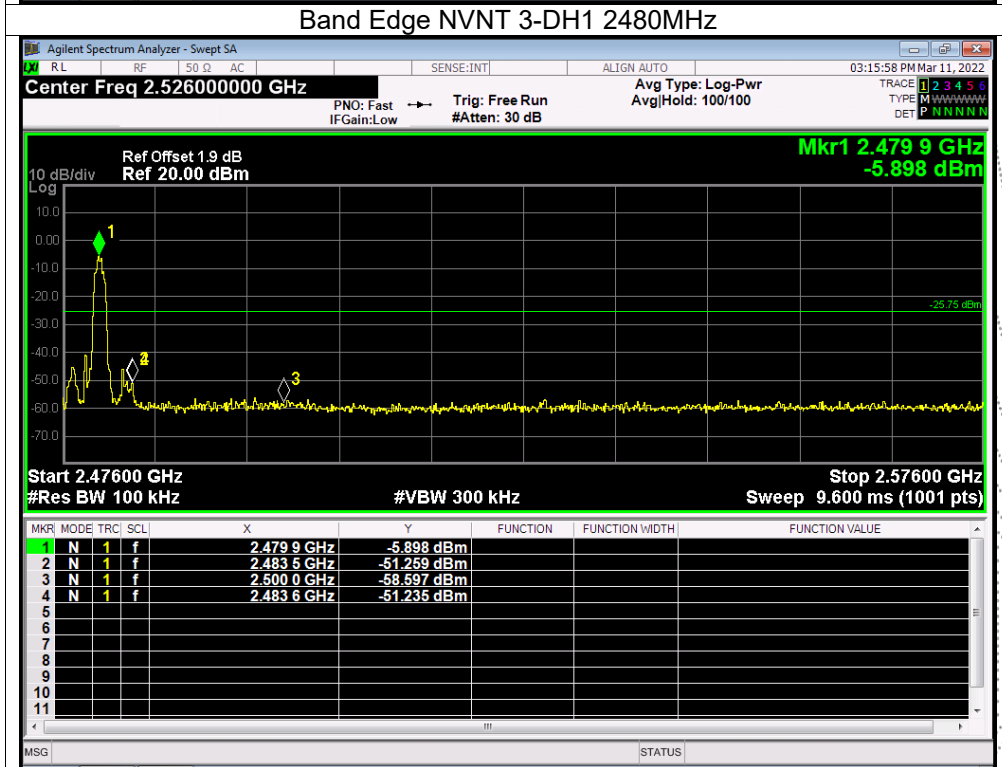 Band Edge NVNT 3-DH1 2480MHz
Agilent Spectrum Analyzer - Swept SA
LXI RL RF 50 Ω AC SENSE:INT ALIGN AUTO 03:15:58 PM Mar 11, 2022
Center Freq 2.526000000 GHz
PNO: Fast
IFGain:Low
Trig: Free Run
#Atten: 30 dB
Avg Type: Log-Pwr
Avg|Hold: 100/100
TRACE 1 2 3 4 5 6
TYPE M WWWWW
DET P N N N N N
Mkr1 2.479 9 GHz
-5.898 dBm
Ref Offset 1.9 dB
10 dB/div Ref 20.00 dBm
Log
10.0
0.00
-10.0
-20.0
-30.0
-40.0
-50.0
-60.0
-70.0
1
-25.75 dBm
3
Start 2.47600 GHz Stop 2.57600 GHz
#Res BW 100 kHz #VBW 300 kHz Sweep 9.600 ms (1001 pts)
MKR MODE TRC SCL X Y FUNCTION FUNCTION WIDTH FUNCTION VALUE
1 N 1 f 2.479 9 GHz -5.898 dBm
2 N 1 f 2.483 5 GHz -51.259 dBm
3 N 1 f 2.500 0 GHz -58.597 dBm
4 N 1 f 2.483 6 GHz -51.235 dBm
5
6
7
8
9
10
11
MSG STATUS